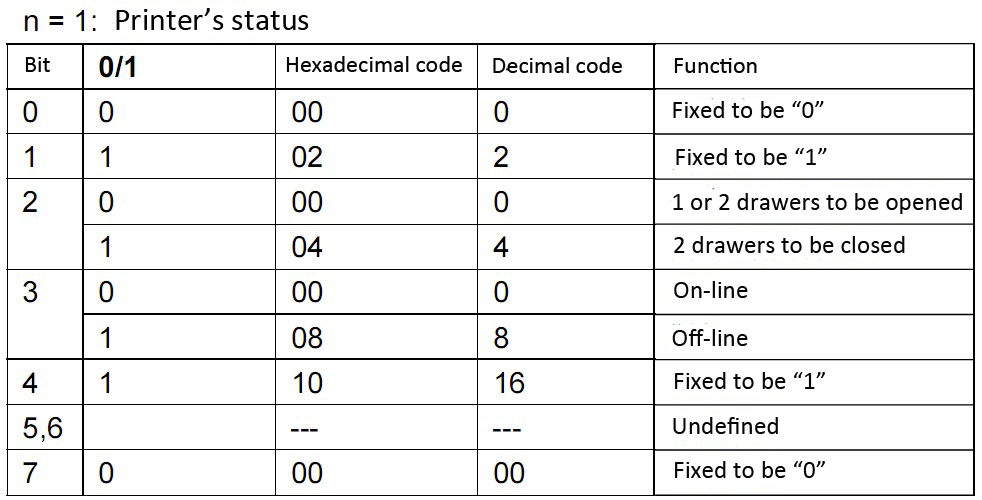 n = 1: Printer’s status
Bit 0/1 Hexadecimal code Decimal code Function
0 0 00 0 Fixed to be “0”
1 1 02 2 Fixed to be “1”
2 0 00 0 1 or 2 drawers to be opened
1 04 4 2 drawers to be closed
3 0 00 0 On-line
1 08 8 Off-line
4 1 10 16 Fixed to be “1”
5,6 --- --- Undefined
7 0 00 00 Fixed to be “0”